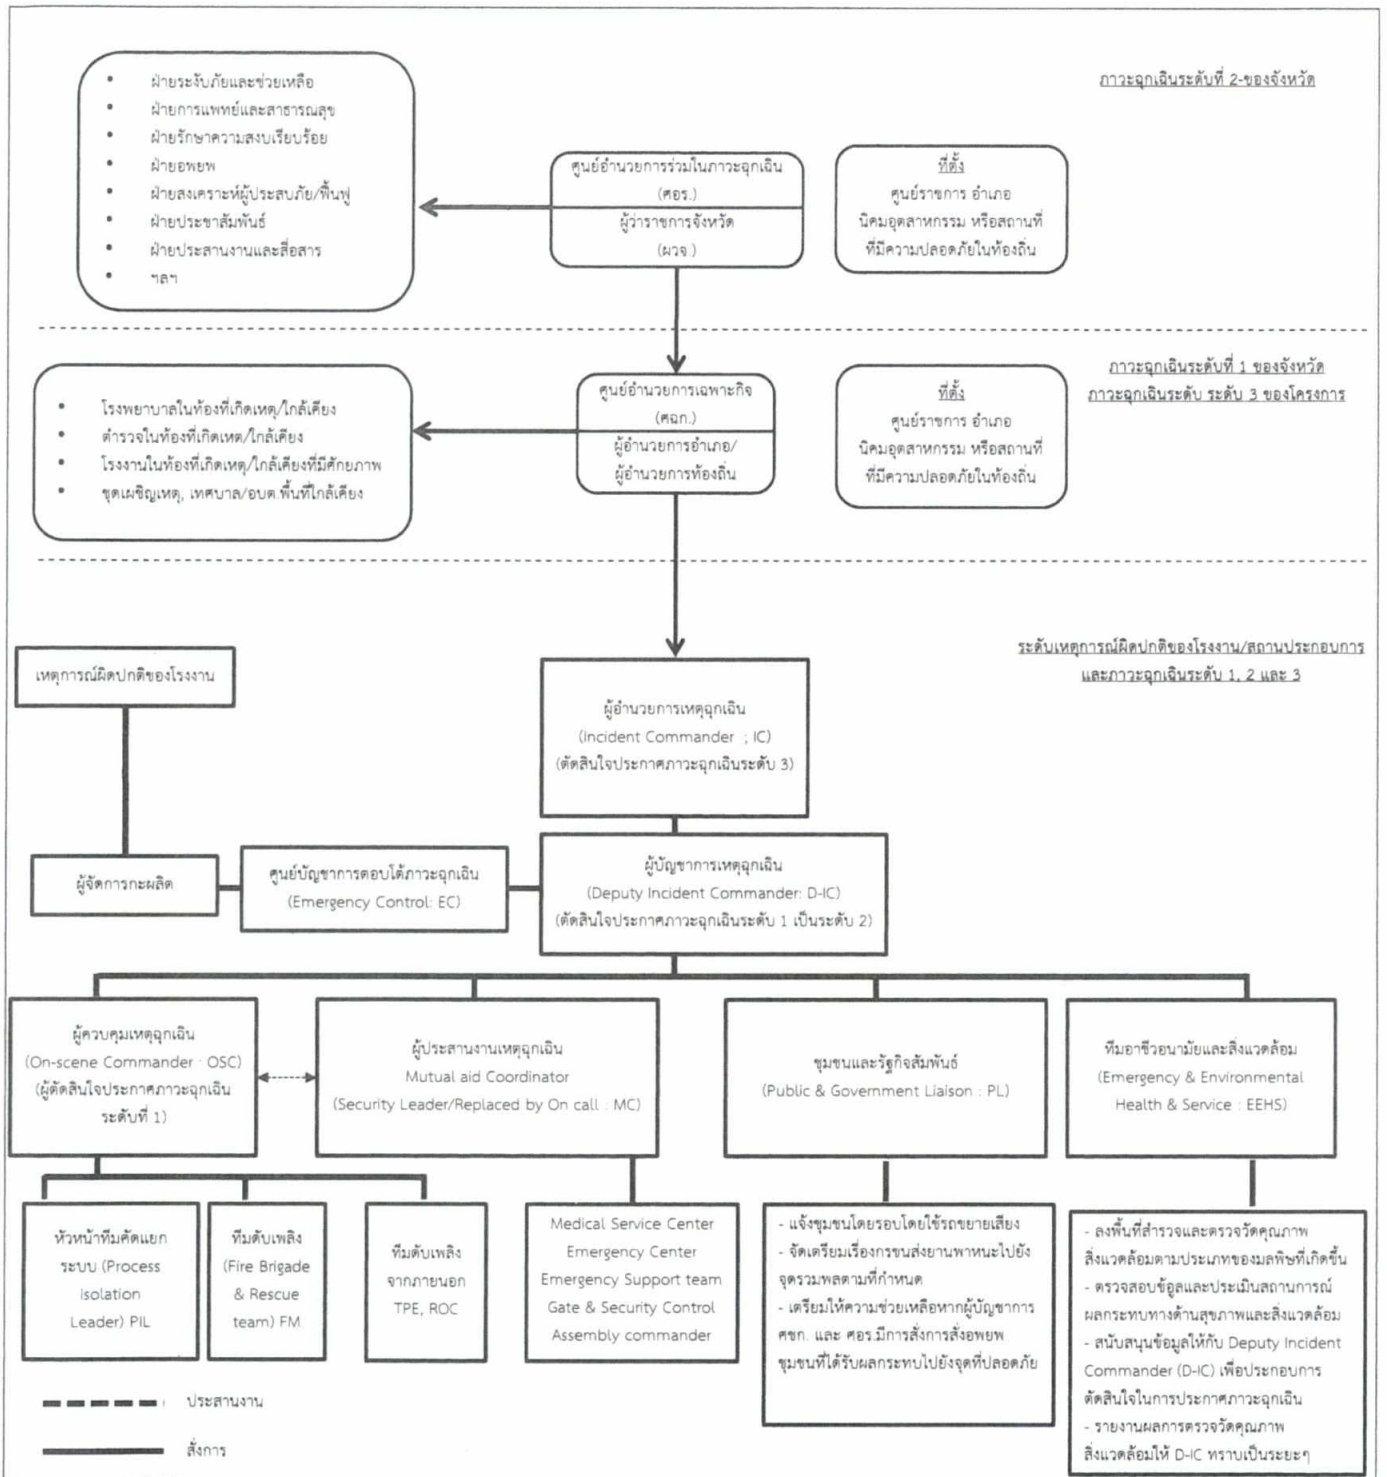 ภาวะฉุกเฉินระดับที่ 2-ของจังหวัด
• ฝ่ายระงับภัยและช่วยเหลือ
• ฝ่ายการแพทย์และสาธารณสุข
• ฝ่ายรักษาความสงบเรียบร้อย
• ฝ่ายอพยพ
• ฝ่ายสงเคราะห์ผู้ประสบภัย/ฟื้นฟู
• ฝ่ายประชาสัมพันธ์
• ฝ่ายประสานงานและสื่อสาร
• ฯลฯ
ศูนย์อำนวยการร่วมในภาวะฉุกเฉิน
(ศอร.)
ผู้ว่าราชการจังหวัด
(ผวจ.)
ที่ตั้ง
ศูนย์ราชการ อำเภอ
นิคมอุตสาหกรรม หรือสถานที่
ที่มีความปลอดภัยในท้องถิ่น
ภาวะฉุกเฉินระดับที่ 1 ของจังหวัด
ภาวะฉุกเฉินระดับ ระดับ 3 ของโครงการ
• โรงพยาบาลในท้องที่เกิดเหตุ/ใกล้เคียง
• ตำรวจในท้องที่เกิดเหตุ/ใกล้เคียง
• โรงงานในท้องที่เกิดเหตุ/ใกล้เคียงที่มีศักยภาพ
• ชุดเผชิญเหตุ, เทศบาล/อบต.พื้นที่ใกล้เคียง
ศูนย์อำนวยการเฉพาะกิจ
(ศฉก.)
ผู้อำนวยการอำเภอ/
ผู้อำนวยการท้องถิ่น
ที่ตั้ง
ศูนย์ราชการ อำเภอ
นิคมอุตสาหกรรม หรือสถานที่
ที่มีความปลอดภัยในท้องถิ่น
ระดับเหตุการณ์ผิดปกติของโรงงาน/สถานประกอบการ
และภาวะฉุกเฉินระดับ 1, 2 และ 3
เหตุการณ์ผิดปกติของโรงงาน
ผู้อำนวยการเหตุฉุกเฉิน
(Incident Commander ; IC)
(ตัดสินใจประกาศภาวะฉุกเฉินระดับ 3)
ผู้จัดการกะผลิต
ศูนย์บัญชาการตอบโต้ภาวะฉุกเฉิน
(Emergency Control: EC)
ผู้บัญชาการเหตุฉุกเฉิน
(Deputy Incident Commander: D-IC)
(ตัดสินใจประกาศภาวะฉุกเฉินระดับ 1 เป็นระดับ 2)
ผู้ควบคุมเหตุฉุกเฉิน
(On-scene Commander : OSC)
(ผู้ตัดสินใจประกาศภาวะฉุกเฉิน
ระดับที่ 1)
ผู้ประสานงานเหตุฉุกเฉิน
Mutual aid Coordinator
(Security Leader/Replaced by On call : MC)
ชุมชนและรัฐกิจสัมพันธ์
(Public & Government Liaison : PL)
ทีมอาชีวอนามัยและสิ่งแวดล้อม
(Emergency & Environmental
Health & Service : EEHS)
หัวหน้าทีมคัดแยก
ระบบ (Process
isolation
Leader) PIL
ทีมดับเพลิง
(Fire Brigade
& Rescue
team) FM
ทีมดับเพลิง
จากภายนอก
TPE, ROC
Medical Service Center
Emergency Center
Emergency Support team
Gate & Security Control
Assembly commander
- แจ้งชุมชนโดยรอบโดยใช้รถขยายเสียง
- จัดเตรียมเรื่องกรขนส่งยานพาหนะไปยัง
จุดรวมพลตามที่กำหนด
- เตรียมให้ความช่วยเหลือหากผู้บัญชาการ
ศชก. และ ศอร.มีการสั่งการสั่งอพยพ
ชุมชนที่ได้รับผลกระทบไปยังจุดที่ปลอดภัย
- ลงพื้นที่สำรวจและตรวจวัดคุณภาพ
สิ่งแวดล้อมตามประเภทของมลพิษที่เกิดขึ้น
- ตรวจสอบข้อูลและประเมินสถานการณ์
ผลกระทบทางด้านสุขภาพและสิ่งแวดล้อม
- สนับสนุนข้อมูลให้กับ Deputy Incident
Commander (D-IC) เพื่อประกอบการ
ตัดสินใจในการประกาศภาวะฉุกเฉิน
- รายงานผลการตรวจวัดคุณภาพ
สิ่งแวดล้อมให้ D-IC ทราบเป็นระยะๆ
ประสานงาน
สั่งการ